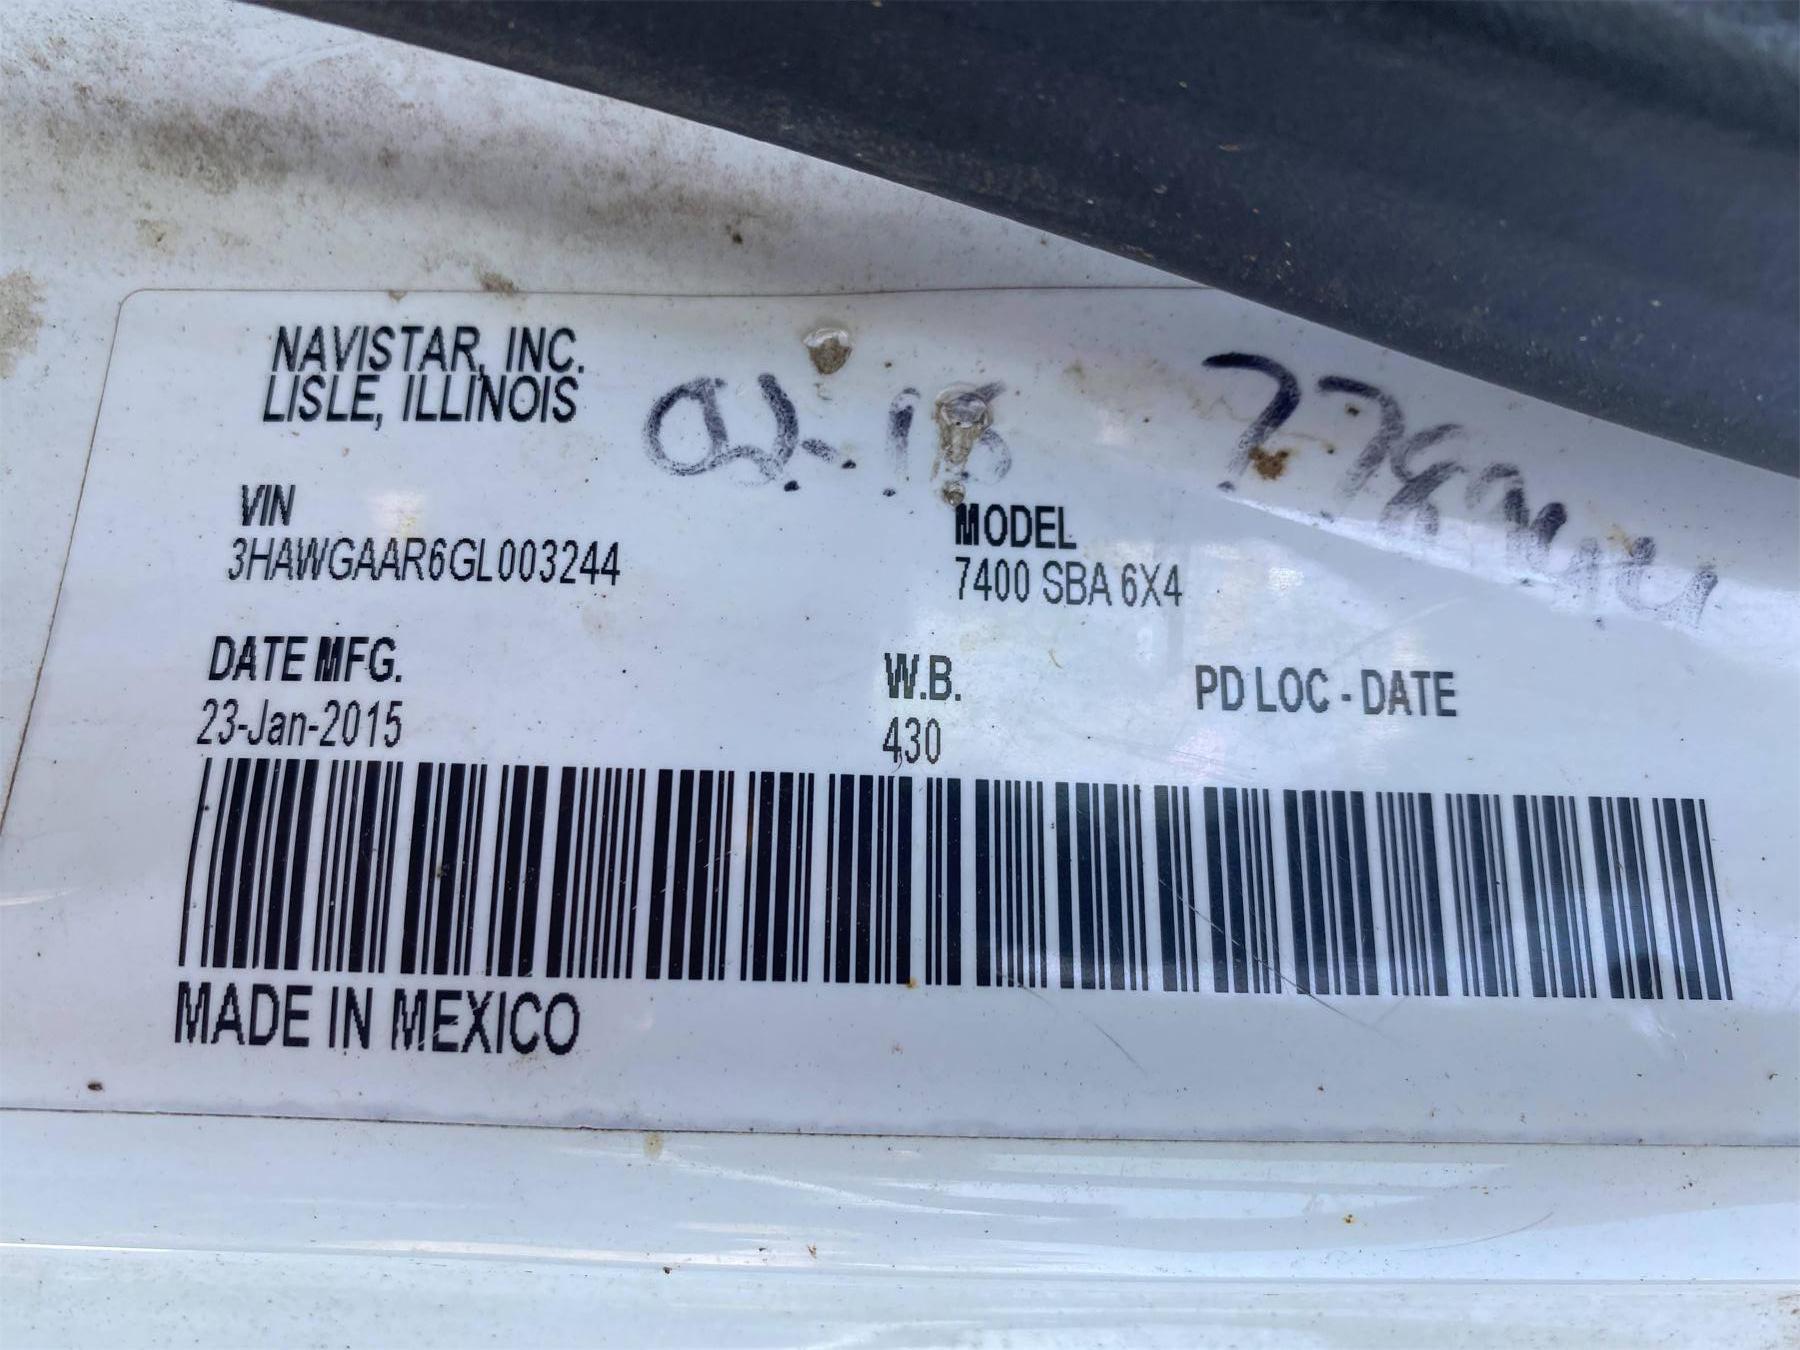 NAVISTAR, INC.
LISLE, ILLINOIS
VIN
3HAWGAAR6GL003244
MODEL
7400 SBA 6X4
DATE MFG.
23-Jan-2015
W.B.
430
PD LOC - DATE
MADE IN MEXICO